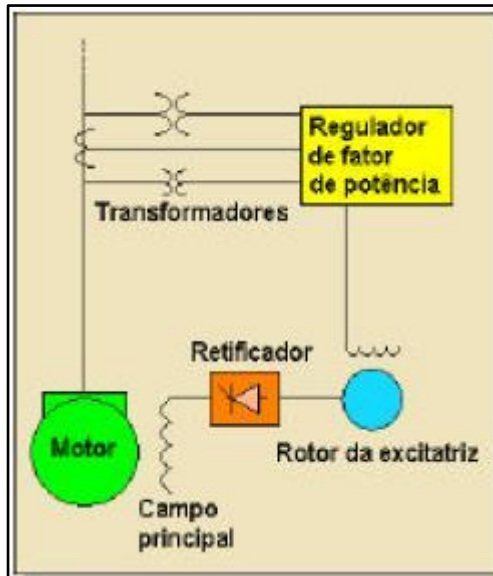 Regulador
de fator
de potência
Transformadores
Retificador
Motor
Rotor da excitatriz
Campo
principal